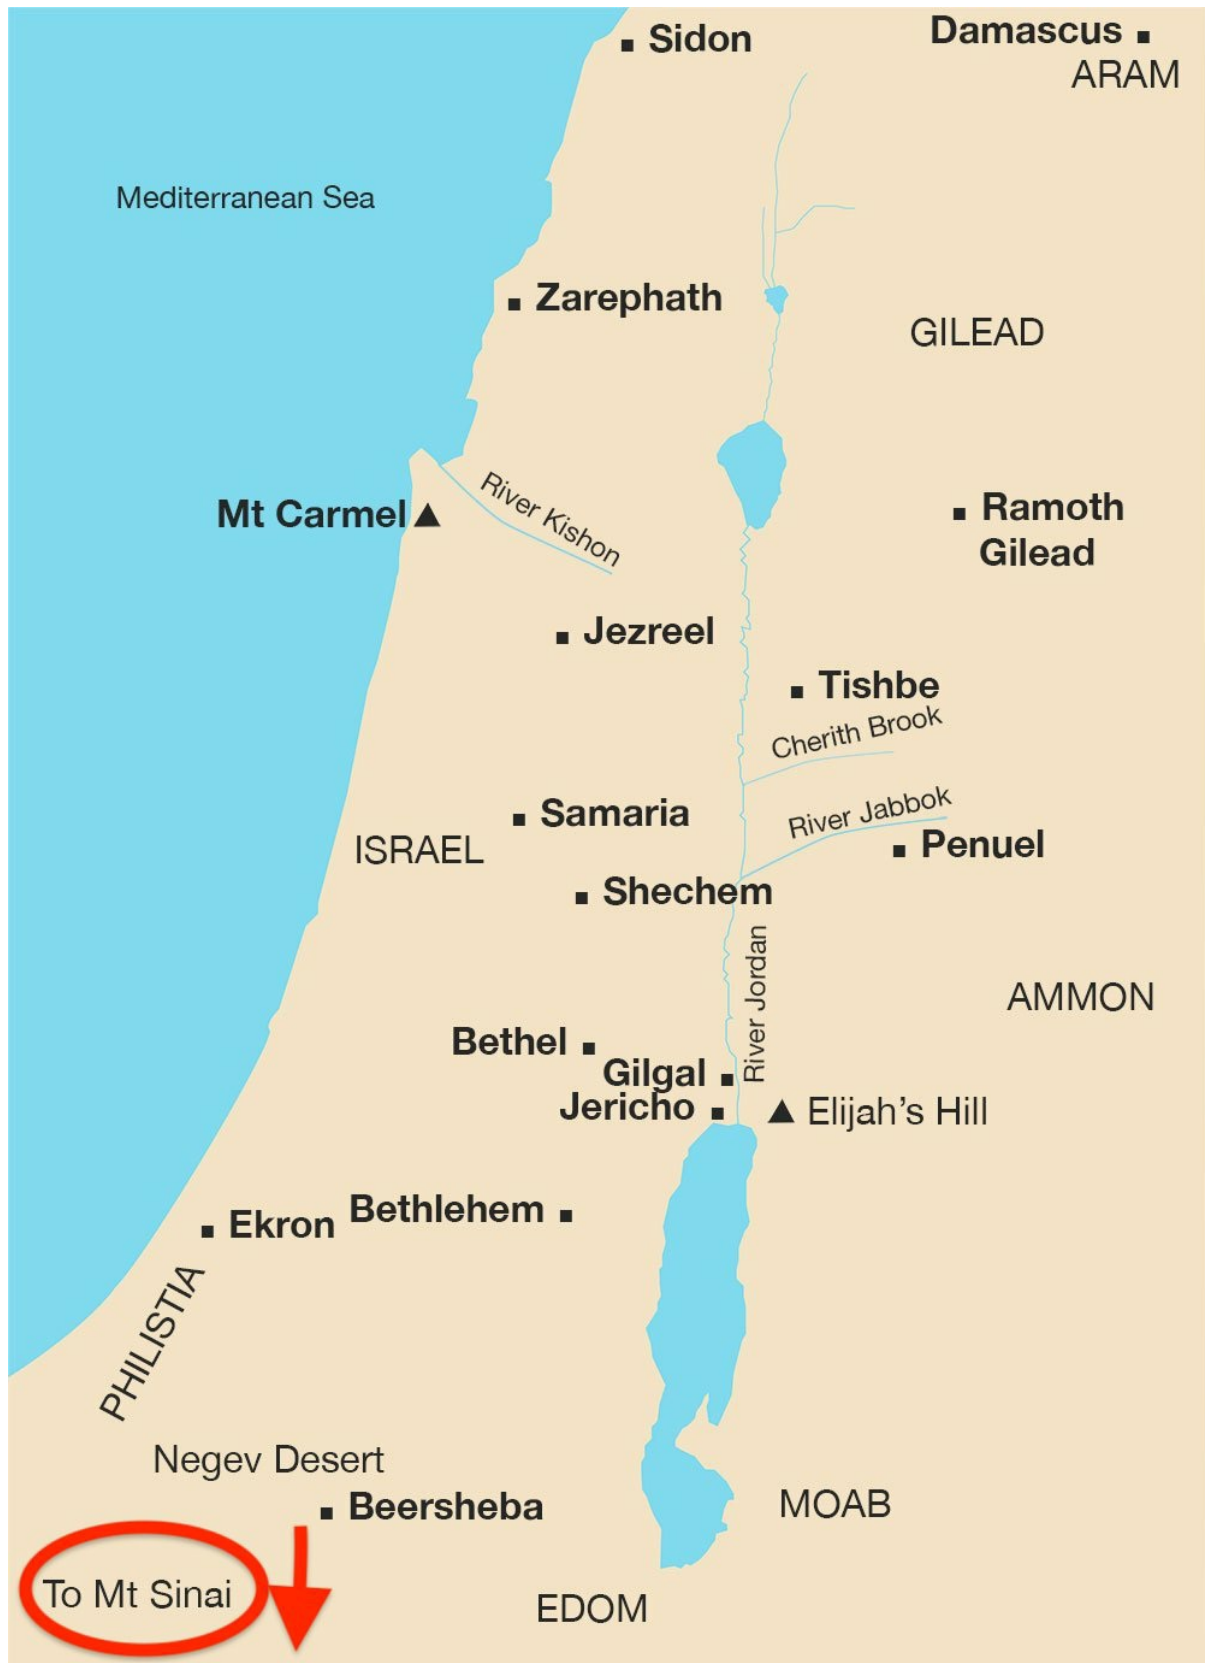 Sidon
Damascus
ARAM
Mediterranean Sea
Zarephath
GILEAD
River Kishon
Mt Carmel
Ramoth
Gilead
Jezreel
Tishbe
Cherith Brook
River Jabbok
Samaria
ISRAEL
Penuel
Shechem
River Jordan
AMMON
Bethel
Gilgal
Jericho
Elijah’s Hill
Bethlehem
Ekron
PHILISTIA
Negev Desert
Beersheba
MOAB
To Mt Sinai
EDOM